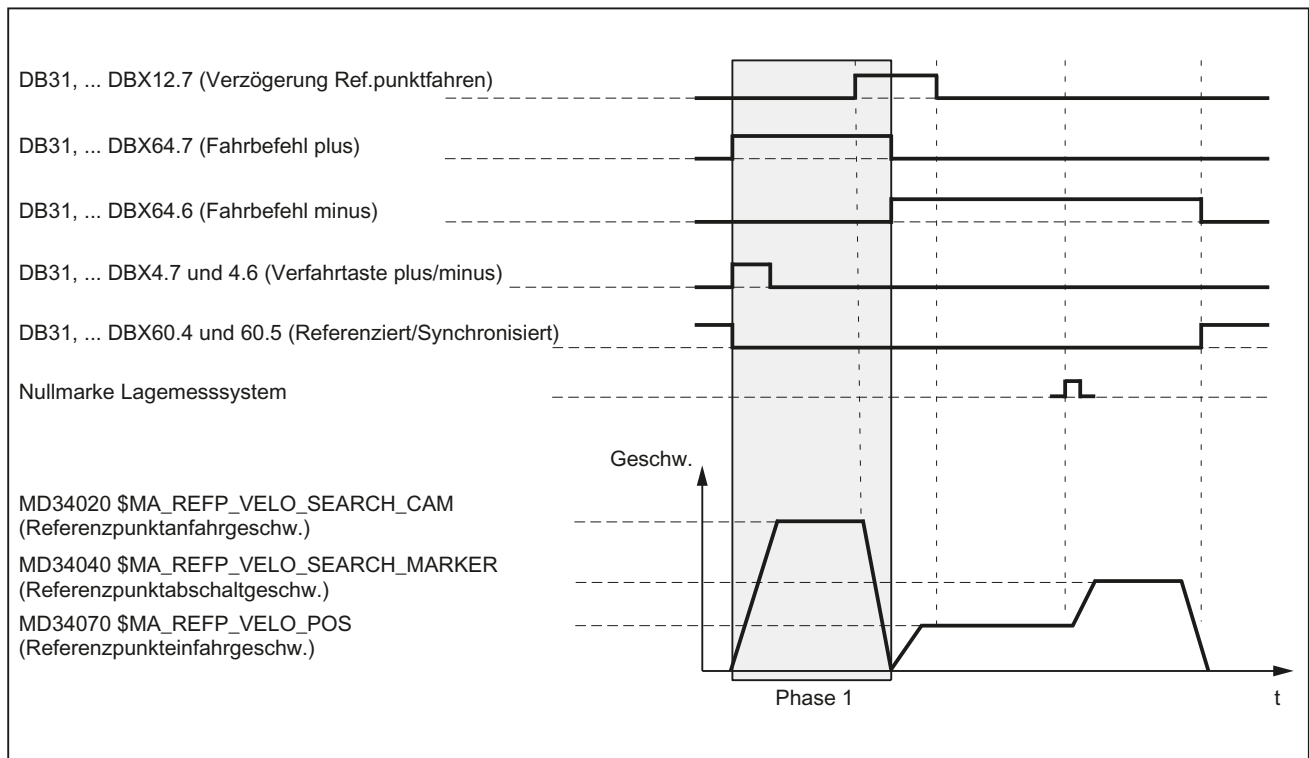 DB31, ... DBX12.7 (Verzögerung Ref.punktfahren)
DB31, ... DBX64.7 (Fahrbefehl plus)
DB31, ... DBX64.6 (Fahrbefehl minus)
DB31, ... DBX4.7 und 4.6 (Verfahrtaste plus/minus)
DB31, ... DBX60.4 und 60.5 (Referenziert/Synchronisiert)
Nullmarke Lagemesssystem
Geschw.
MD34020 $MA_REFP_VELO_SEARCH_CAM
(Referenzpunktanfahrgeschw.)
MD34040 $MA_REFP_VELO_SEARCH_MARKER
(Referenzpunktabschaltgeschw.)
MD34070 $MA_REFP_VELO_POS
(Referenzpunkteinfahrgeschw.)
Phase 1
t